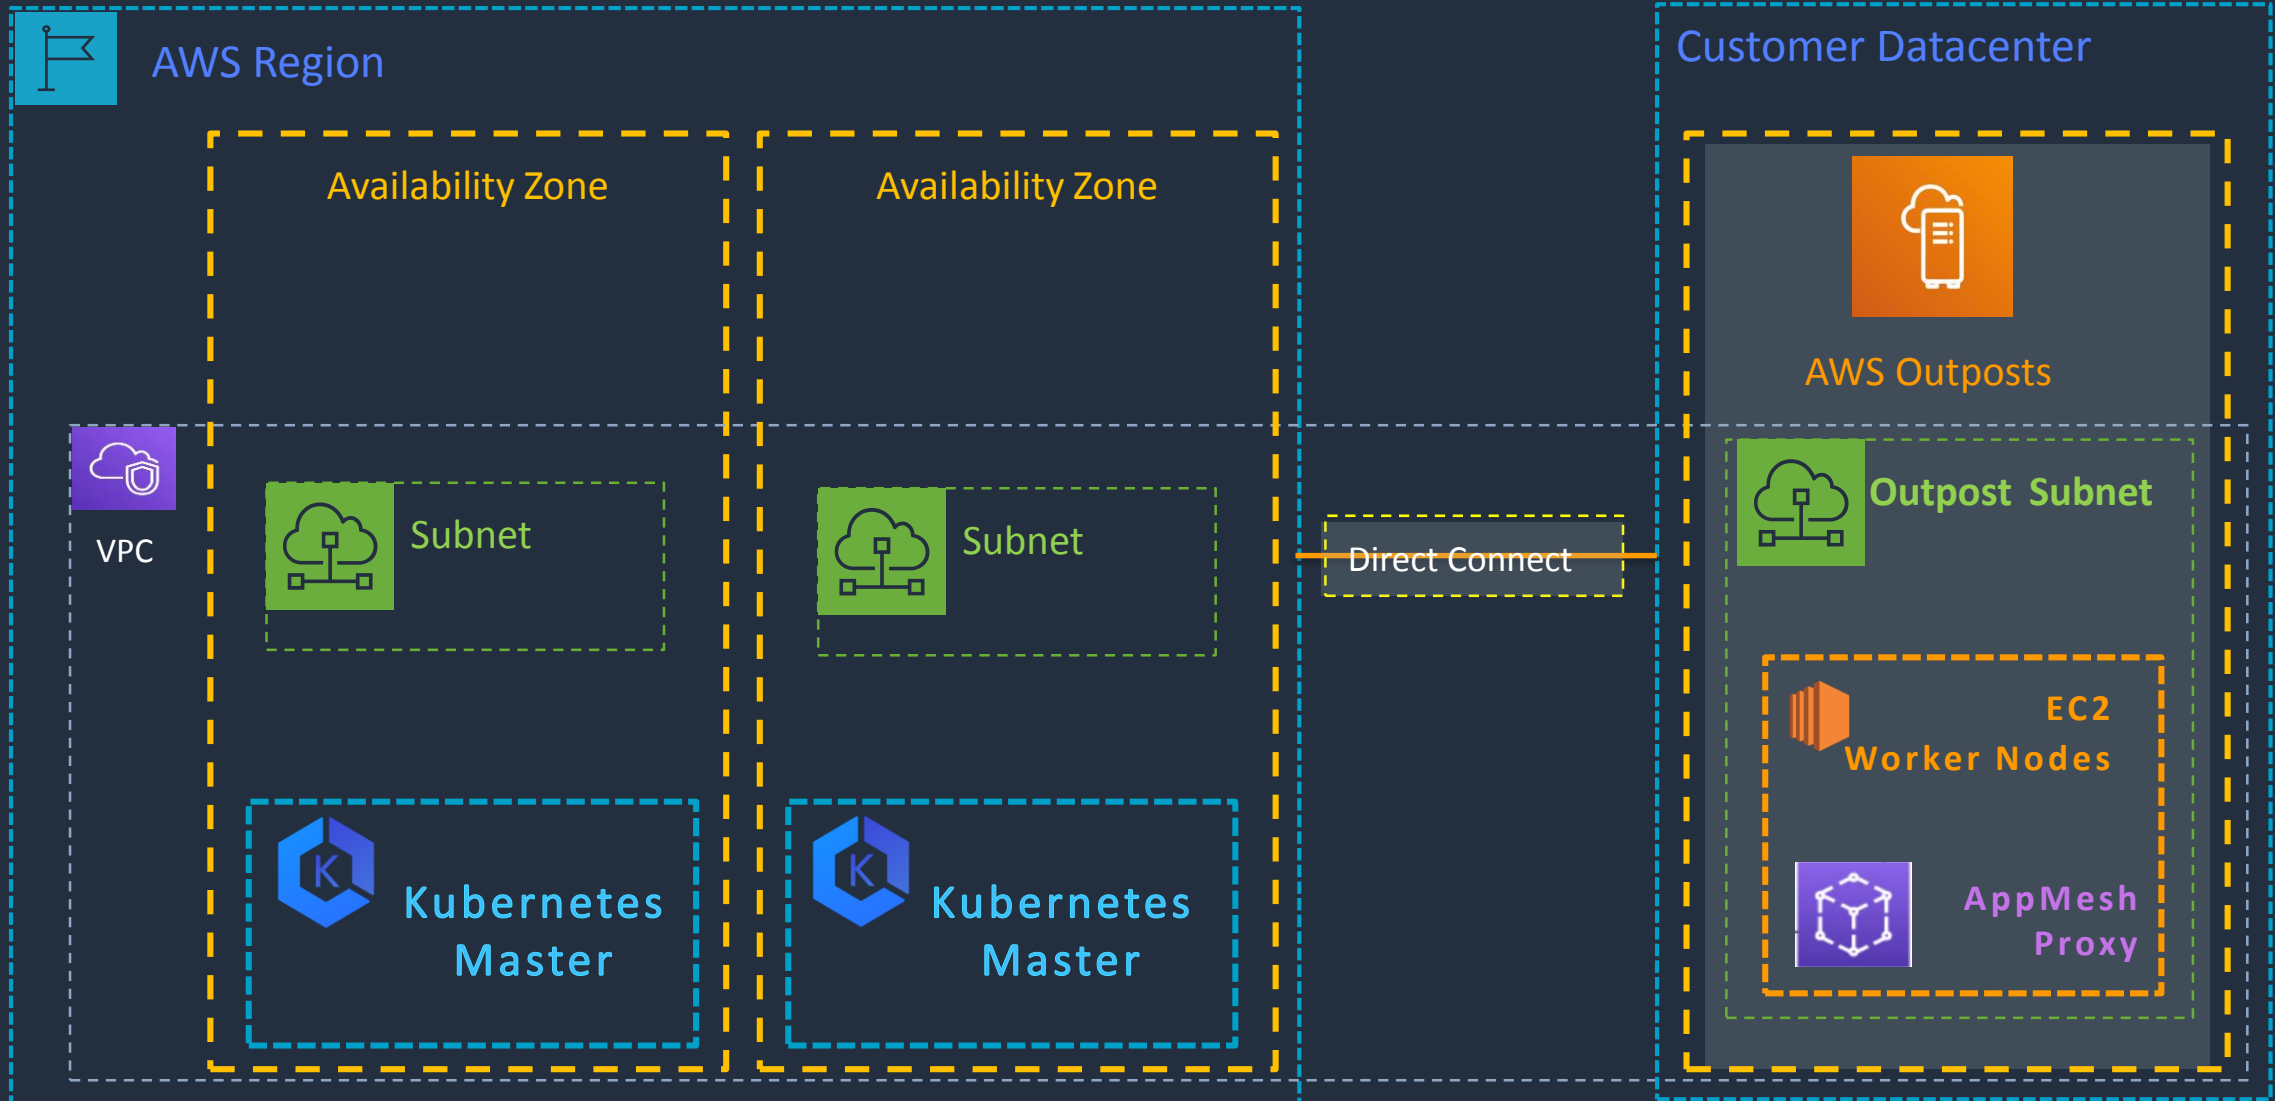 AWS Region
Customer Datacenter
Availability Zone
Availability Zone
AWS Outposts
VPC
Subnet
Subnet
Direct Connect
Outpost Subnet
EC2
Worker Nodes
K
Kubernetes
Master
K
Kubernetes
Master
AppMesh
Proxy